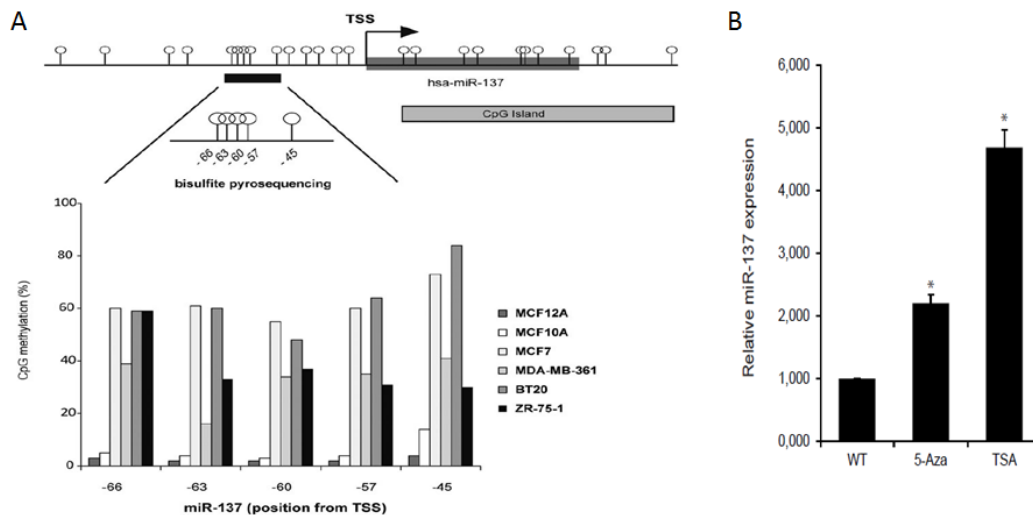 A
TSS
hsa-miR-137
CpG Island
-66
-63
-60
-57
-45
bisulfite pyrosequencing
CpG methylation (%)
100
80
60
40
20
0
-66 -63 -60 -57 -45
miR-137 (position from TSS)
MCF12A
MCF10A
MCF7
MDA-MB-361
BT20
ZR-75-1
B
Relative miR-137 expression
6,000
5,000
4,000
3,000
2,000
1,000
0,000
*
*
WT 5-Aza TSA